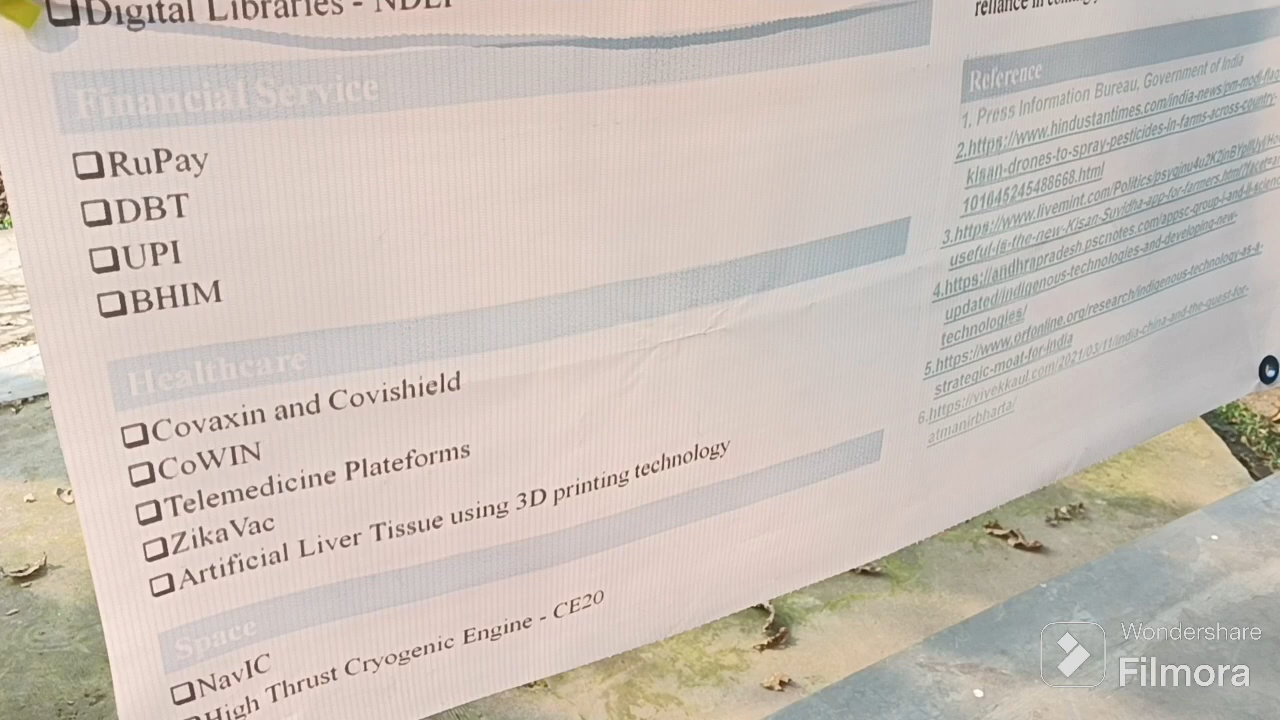 ❑Digital Libraries - NDLI
Financial Service
❑RuPay
❑DBT
❑UPI
❑BHIM
Healthcare
❑Covaxin and Covishield
❑CoWIN
❑Telemedicine Plateforms
❑ZikaVac
❑Artificial Liver Tissue using 3D printing technology
Space
❑NavIC
❑High Thrust Cryogenic Engine - CE20
reliance in
Reference
1. Press Information Bureau, Government of India
2.https://www.hindustantimes.com/india-news/pm-modi-flag
kisan-drones-to-spray-pesticides-in-farms-across-country-
101645245488668.html
3.https://www.livemint.com/Politics/
useful-is-the-new-Kisan-Suvidha-app-for-farmers.html?facet=a
4.https://andhrapradesh.pscnotes.com/appsc-group-i-and-ii-scienc
updated/indigenous-technologies-and-developing-new-
technologies/
5.https://www.orfonline.org/research/indigenous-technology-as-a-
strategic-moat-for-india
6.https://vivekkaul.com/2021/03/11/india-china-and-the-quest-for-
atmanirbharta/
Wondershare
Filmora